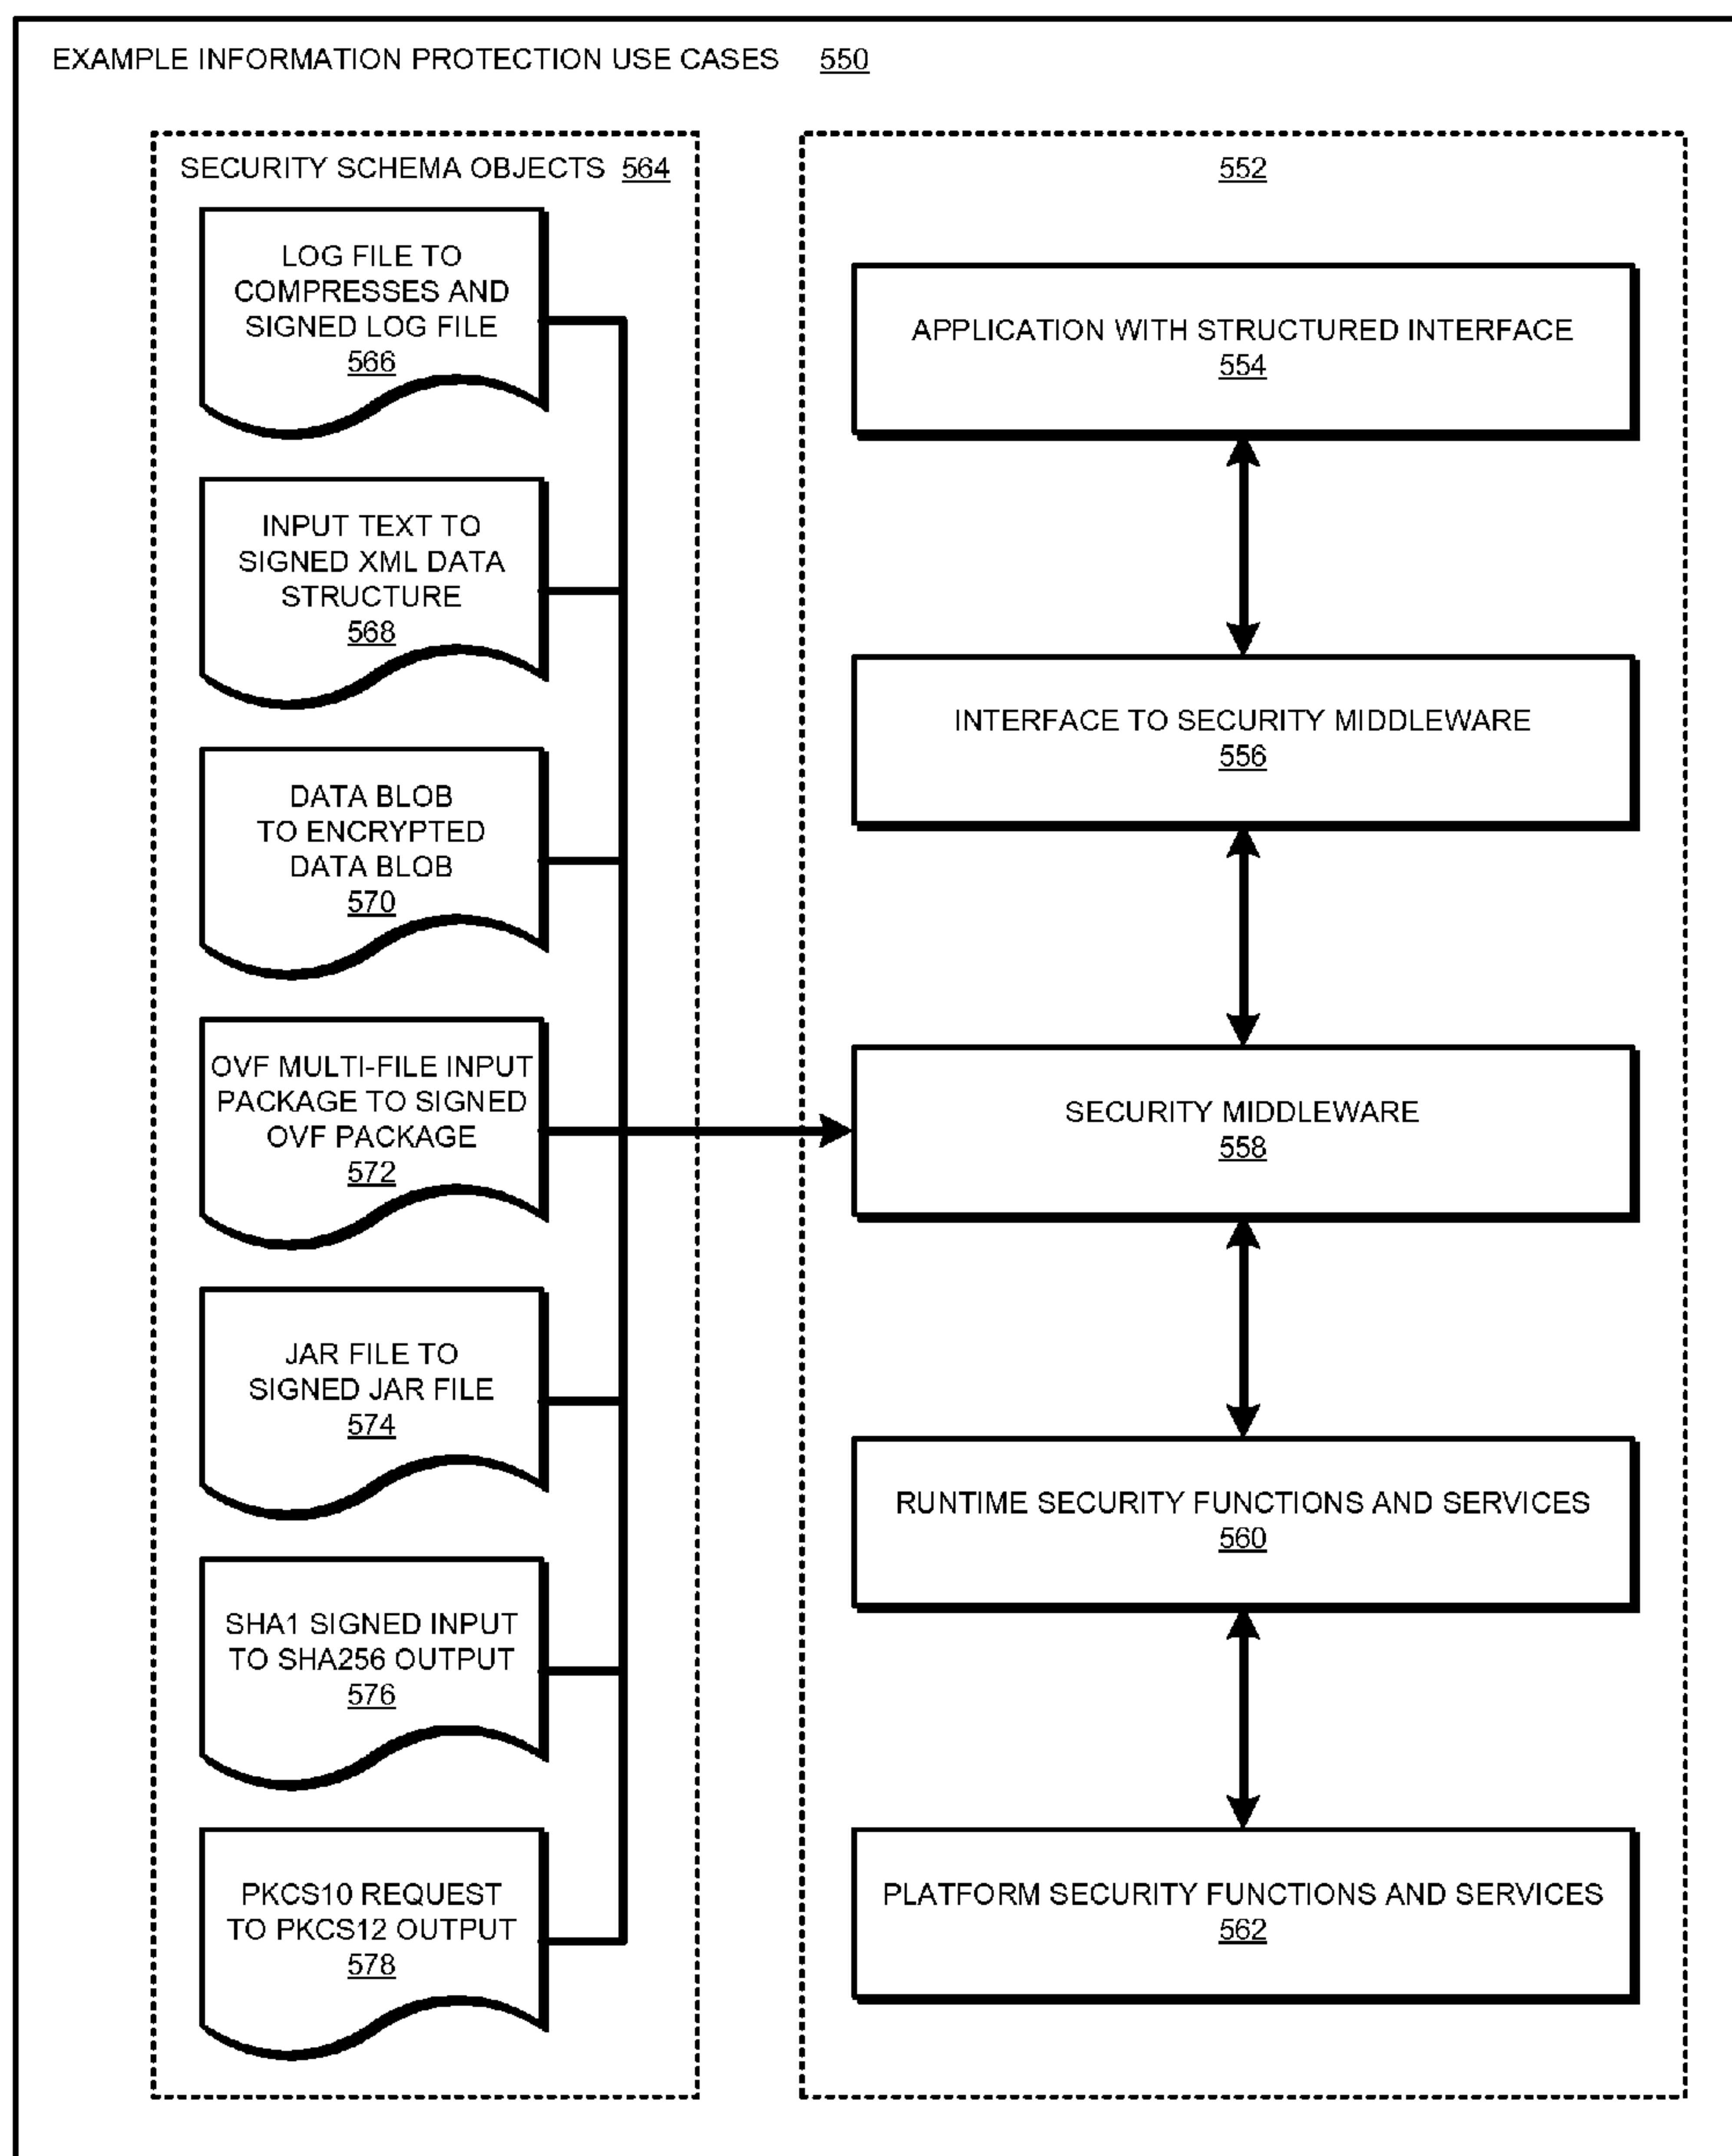 EXAMPLE INFORMATION PROTECTION USE CASES 550
SECURITY SCHEMA OBJECTS 564
LOG FILE TO
COMPRESSES AND
SIGNED LOG FILE
566
INPUT TEXT TO
SIGNED XML DATA
STRUCTURE
568
DATA BLOB
TO ENCRYPTED
DATA BLOB
570
OVF MULTI-FILE INPUT
PACKAGE TO SIGNED
OVF PACKAGE
572
JAR FILE TO
SIGNED JAR FILE
574
SHA1 SIGNED INPUT
TO SHA256 OUTPUT
576
PKCS10 REQUEST
TO PKCS12 OUTPUT
578
552
APPLICATION WITH STRUCTURED INTERFACE
554
INTERFACE TO SECURITY MIDDLEWARE
556
SECURITY MIDDLEWARE
558
RUNTIME SECURITY FUNCTIONS AND SERVICES
560
PLATFORM SECURITY FUNCTIONS AND SERVICES
562